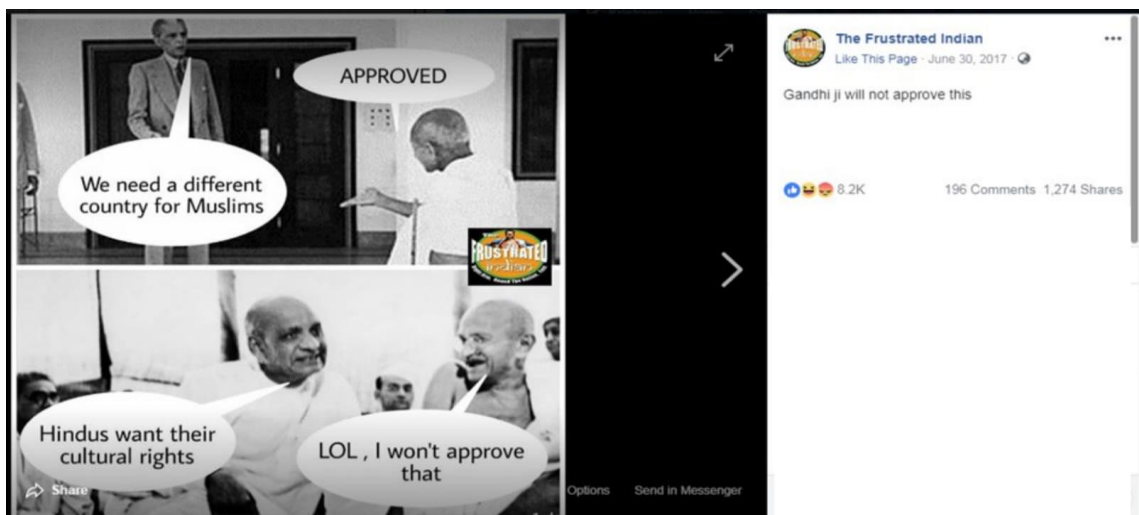 APPROVED
We need a different
country for Muslims
The
FRUSTRATED
indian
Hindus want their
cultural rights
LOL , I won't approve
that
Share
Options
Send in Messenger
The Frustrated Indian
Like This Page · June 30, 2017
Gandhi ji will not approve this
8.2K
196 Comments 1,274 Shares